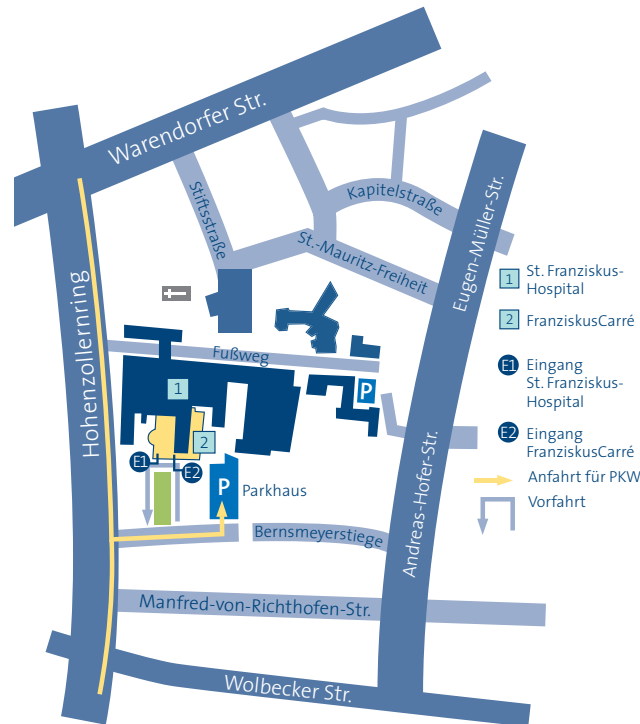 Warendorfer Str.
Stiftsstraße
Kapitelstraße
St.-Mauritz-Freiheit
Eugen-Müller-Str.
Hohenzollernring
Fußweg
1
2
P
E1
E2
P
Parkhaus
Bernsmeyerstiege
Andreas-Hofer-Str.
Manfred-von-Richthofen-Str.
Wolbecker Str.
1 St. Franziskus-
Hospital
2 FranziskusCarré
E1 Eingang
St. Franziskus-
Hospital
E2 Eingang
FranziskusCarré
Anfahrt für PKW
Vorfahrt